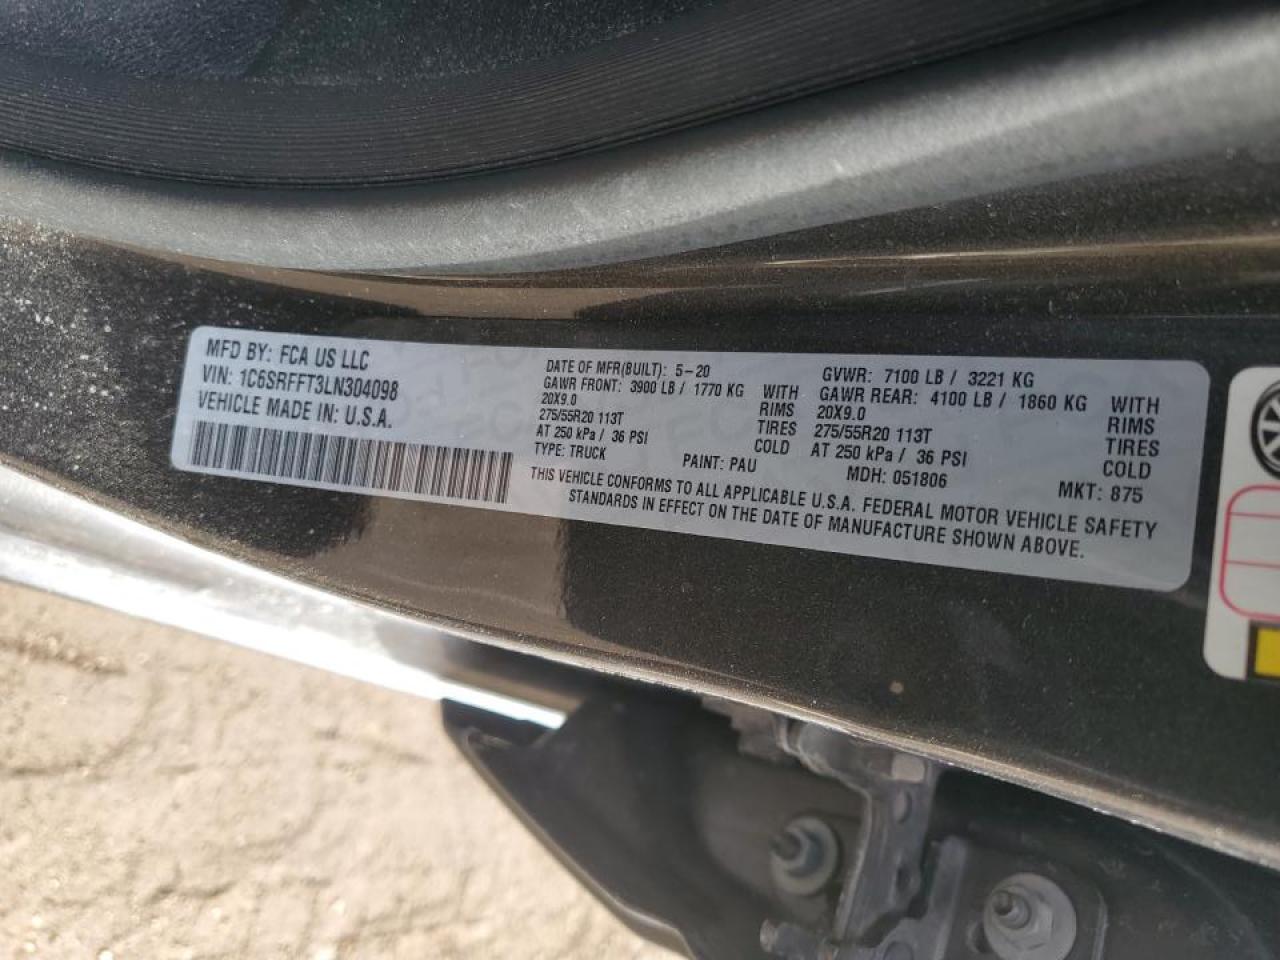 MFD BY: FCA US LLC
VIN: 1C6SRFFT3LN304098
VEHICLE MADE IN: U.S.A.
DATE OF MFR(BUILT): 5-20 GVWR: 7100 LB / 3221 KG
GAWR FRONT: 3900 LB / 1770 KG WITH GAWR REAR: 4100 LB / 1860 KG WITH
20X9.0 RIMS 20X9.0 RIMS
275/55R20 113T TIRES 275/55R20 113T TIRES
AT 250 kPa / 36 PSI COLD AT 250 kPa / 36 PSI COLD
TYPE: TRUCK PAINT: PAU MDH: 051806 MKT: 875
THIS VEHICLE CONFORMS TO ALL APPLICABLE U.S.A. FEDERAL MOTOR VEHICLE SAFETY
STANDARDS IN EFFECT ON THE DATE OF MANUFACTURE SHOWN ABOVE.